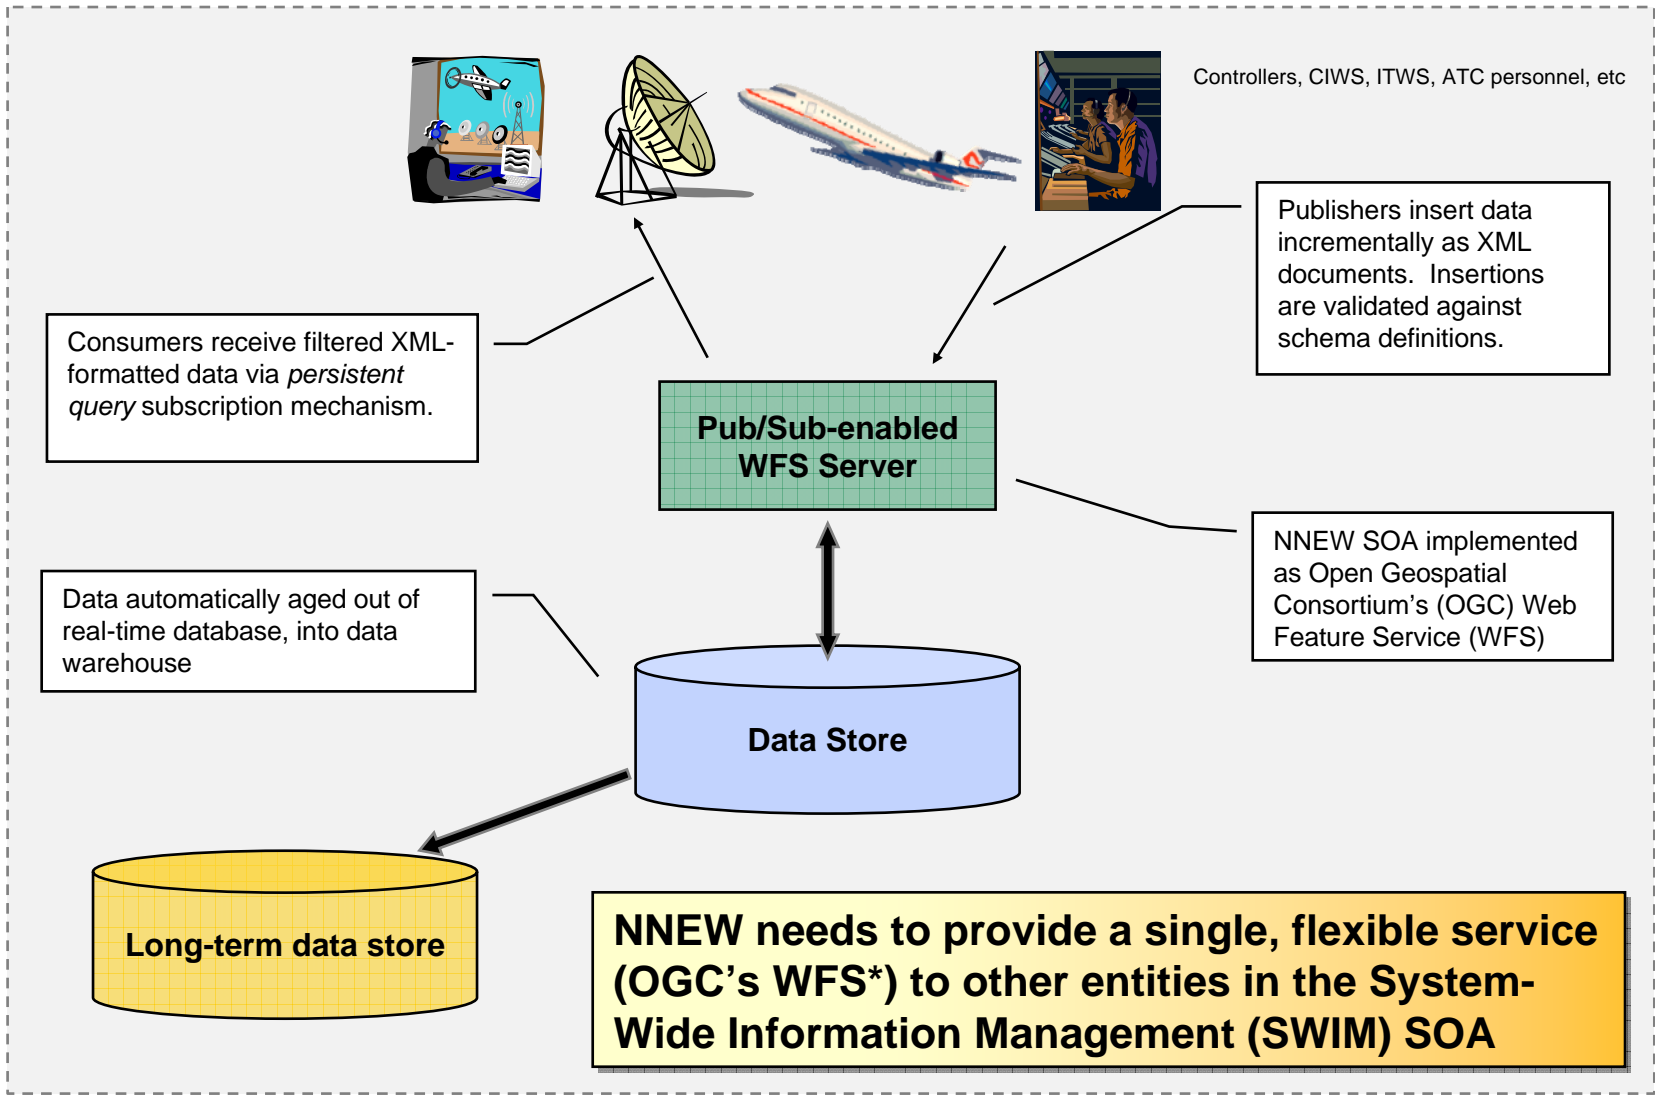 Controllers, CIWS, ITWS, ATC personnel, etc
Publishers insert data
incrementally as XML
documents.  Insertions
are validated against
schema definitions.
Consumers receive filtered XML-
formatted data via persistent
query subscription mechanism.
Pub/Sub-enabled
WFS Server
NNEW SOA implemented
as Open Geospatial
Consortium’s (OGC) Web
Feature Service (WFS)
Data automatically aged out of
real-time database, into data
warehouse
Data Store
Long-term data store
NNEW needs to provide a single, flexible service
(OGC’s WFS*) to other entities in the System-
Wide Information Management (SWIM) SOA